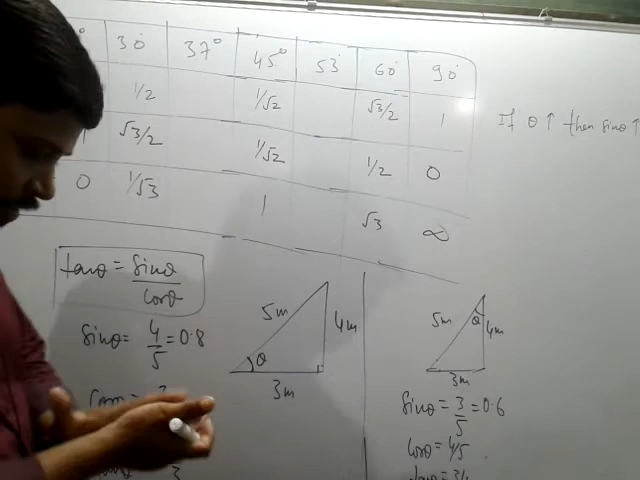 30° 37° 45° 53° 60° 90°
1/2 1/√2 √3/2 1
1 √3/2 1/√2 1/2 0
0 1/√3 1 √3 ∞
If θ↑ then sinθ↑
tanθ = sinθ/cosθ
sinθ = 4/5 = 0.8
5m 4m θ 3m
5m θ 4m 3m
sinθ = 3/5 = 0.6
cosθ = 4/5
tanθ = 3/4